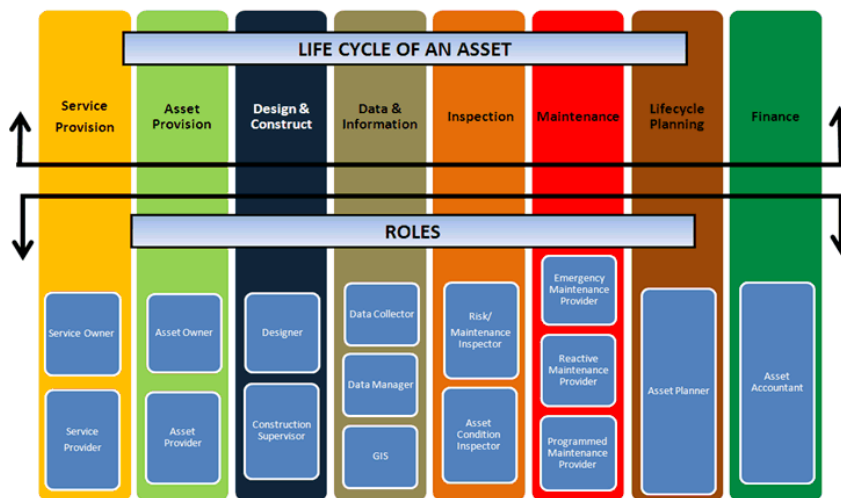 LIFE CYCLE OF AN ASSET
Service
Provision
Asset
Provision
Design &
Construct
Data &
Information
Inspection
Maintenance
Lifecycle
Planning
Finance
ROLES
Service Owner
Service
Provider
Asset Owner
Asset
Provider
Designer
Construction
Supervisor
Data Collector
Data Manager
GIS
Risk/
Maintenance
Inspector
Asset
Condition
Inspector
Emergency
Maintenance
Provider
Reactive
Maintenance
Provider
Programmed
Maintenance
Provider
Asset Planner
Asset
Accountant